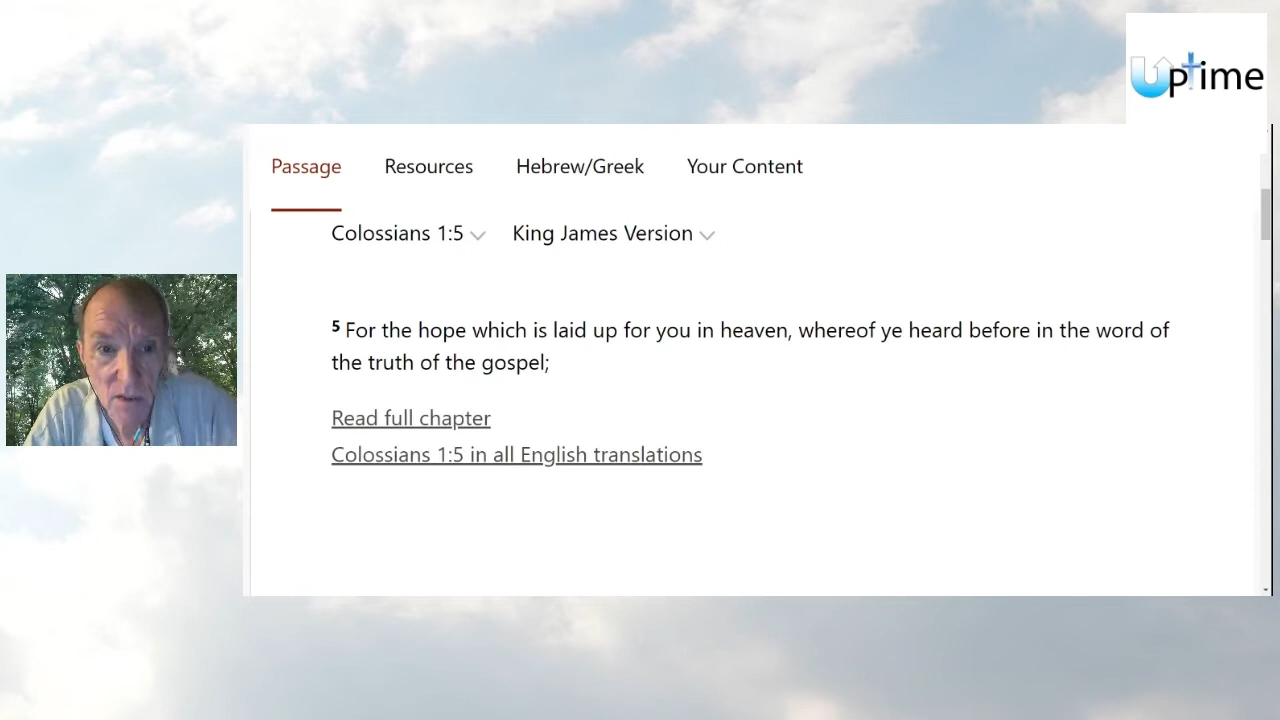 Uptime
Passage Resources Hebrew/Greek Your Content
Colossians 1:5 King James Version
5 For the hope which is laid up for you in heaven, whereof ye heard before in the word of
the truth of the gospel;
Read full chapter
Colossians 1:5 in all English translations